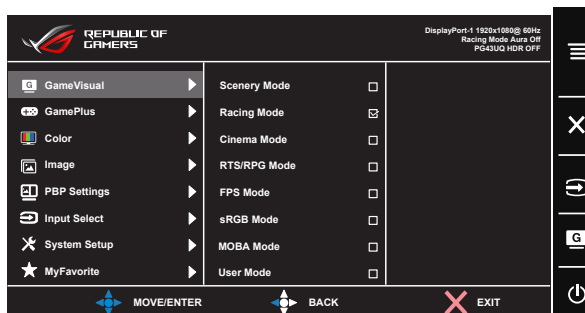 REPUBLIC OF
GAMERS
DisplayPort-1 1920x1080@ 60Hz
Racing Mode Aura Off
PG43UQ HDR OFF
G GameVisual
GamePlus
Color
Image
PBP Settings
Input Select
System Setup
MyFavorite
Scenery Mode
Racing Mode
Cinema Mode
RTS/RPG Mode
FPS Mode
sRGB Mode
MOBA Mode
User Mode
MOVE/ENTER
BACK
EXIT
G